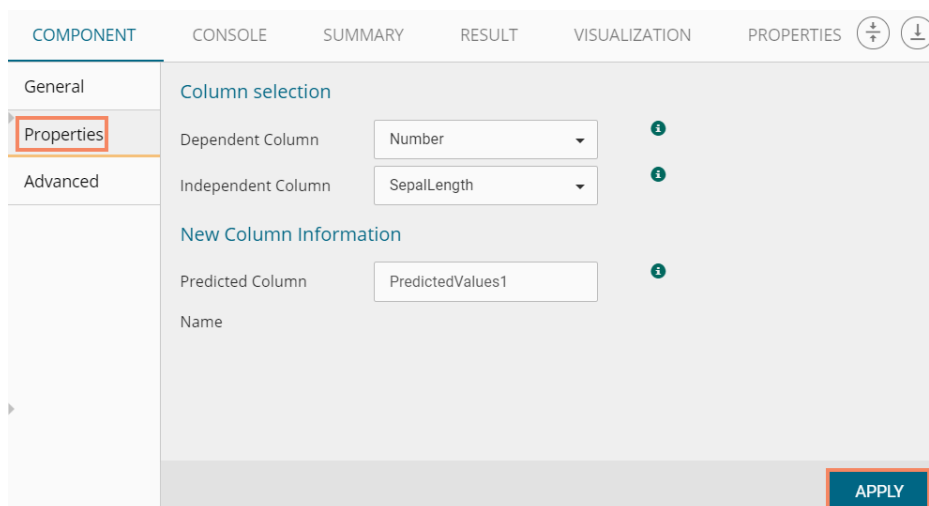 COMPONENT CONSOLE SUMMARY RESULT VISUALIZATION PROPERTIES
General
Properties
Advanced
Column selection
Dependent Column Number
Independent Column SepalLength
New Column Information
Predicted Column PredictedValues1
Name
APPLY